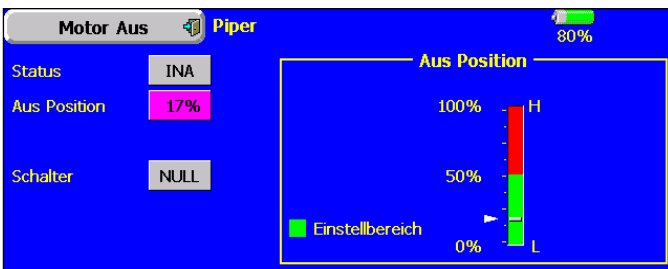 Motor Aus Piper 80%
Status INA
Aus Position 17%
Schalter NULL
Aus Position
100% H
50%
Einstellbereich
0% L